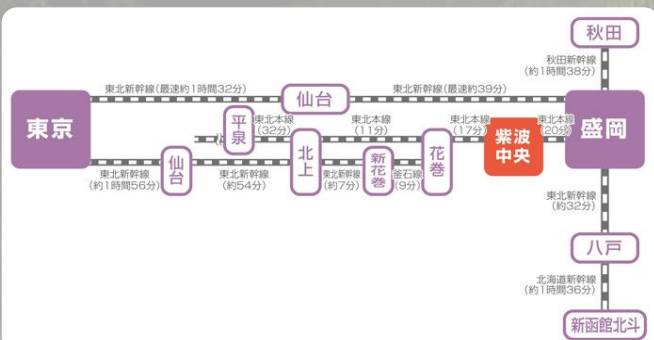 秋田
秋田新幹線
(約1時間38分)
東北新幹線(最速約1時間32分)
仙台
東北新幹線(最速約39分)
東京
平泉
東北本線
(32分)
東北本線
(11分)
東北本線
(17分)
紫波
中央
東北本線
(20分)
盛岡
仙台
北上
新花巻
花巻
東北新幹線
(約1時間56分)
東北新幹線
(約54分)
東北新幹線
(約7分)
釜石線
(9分)
東北新幹線
(約32分)
八戸
北海道新幹線
(約1時間36分)
新函館北斗